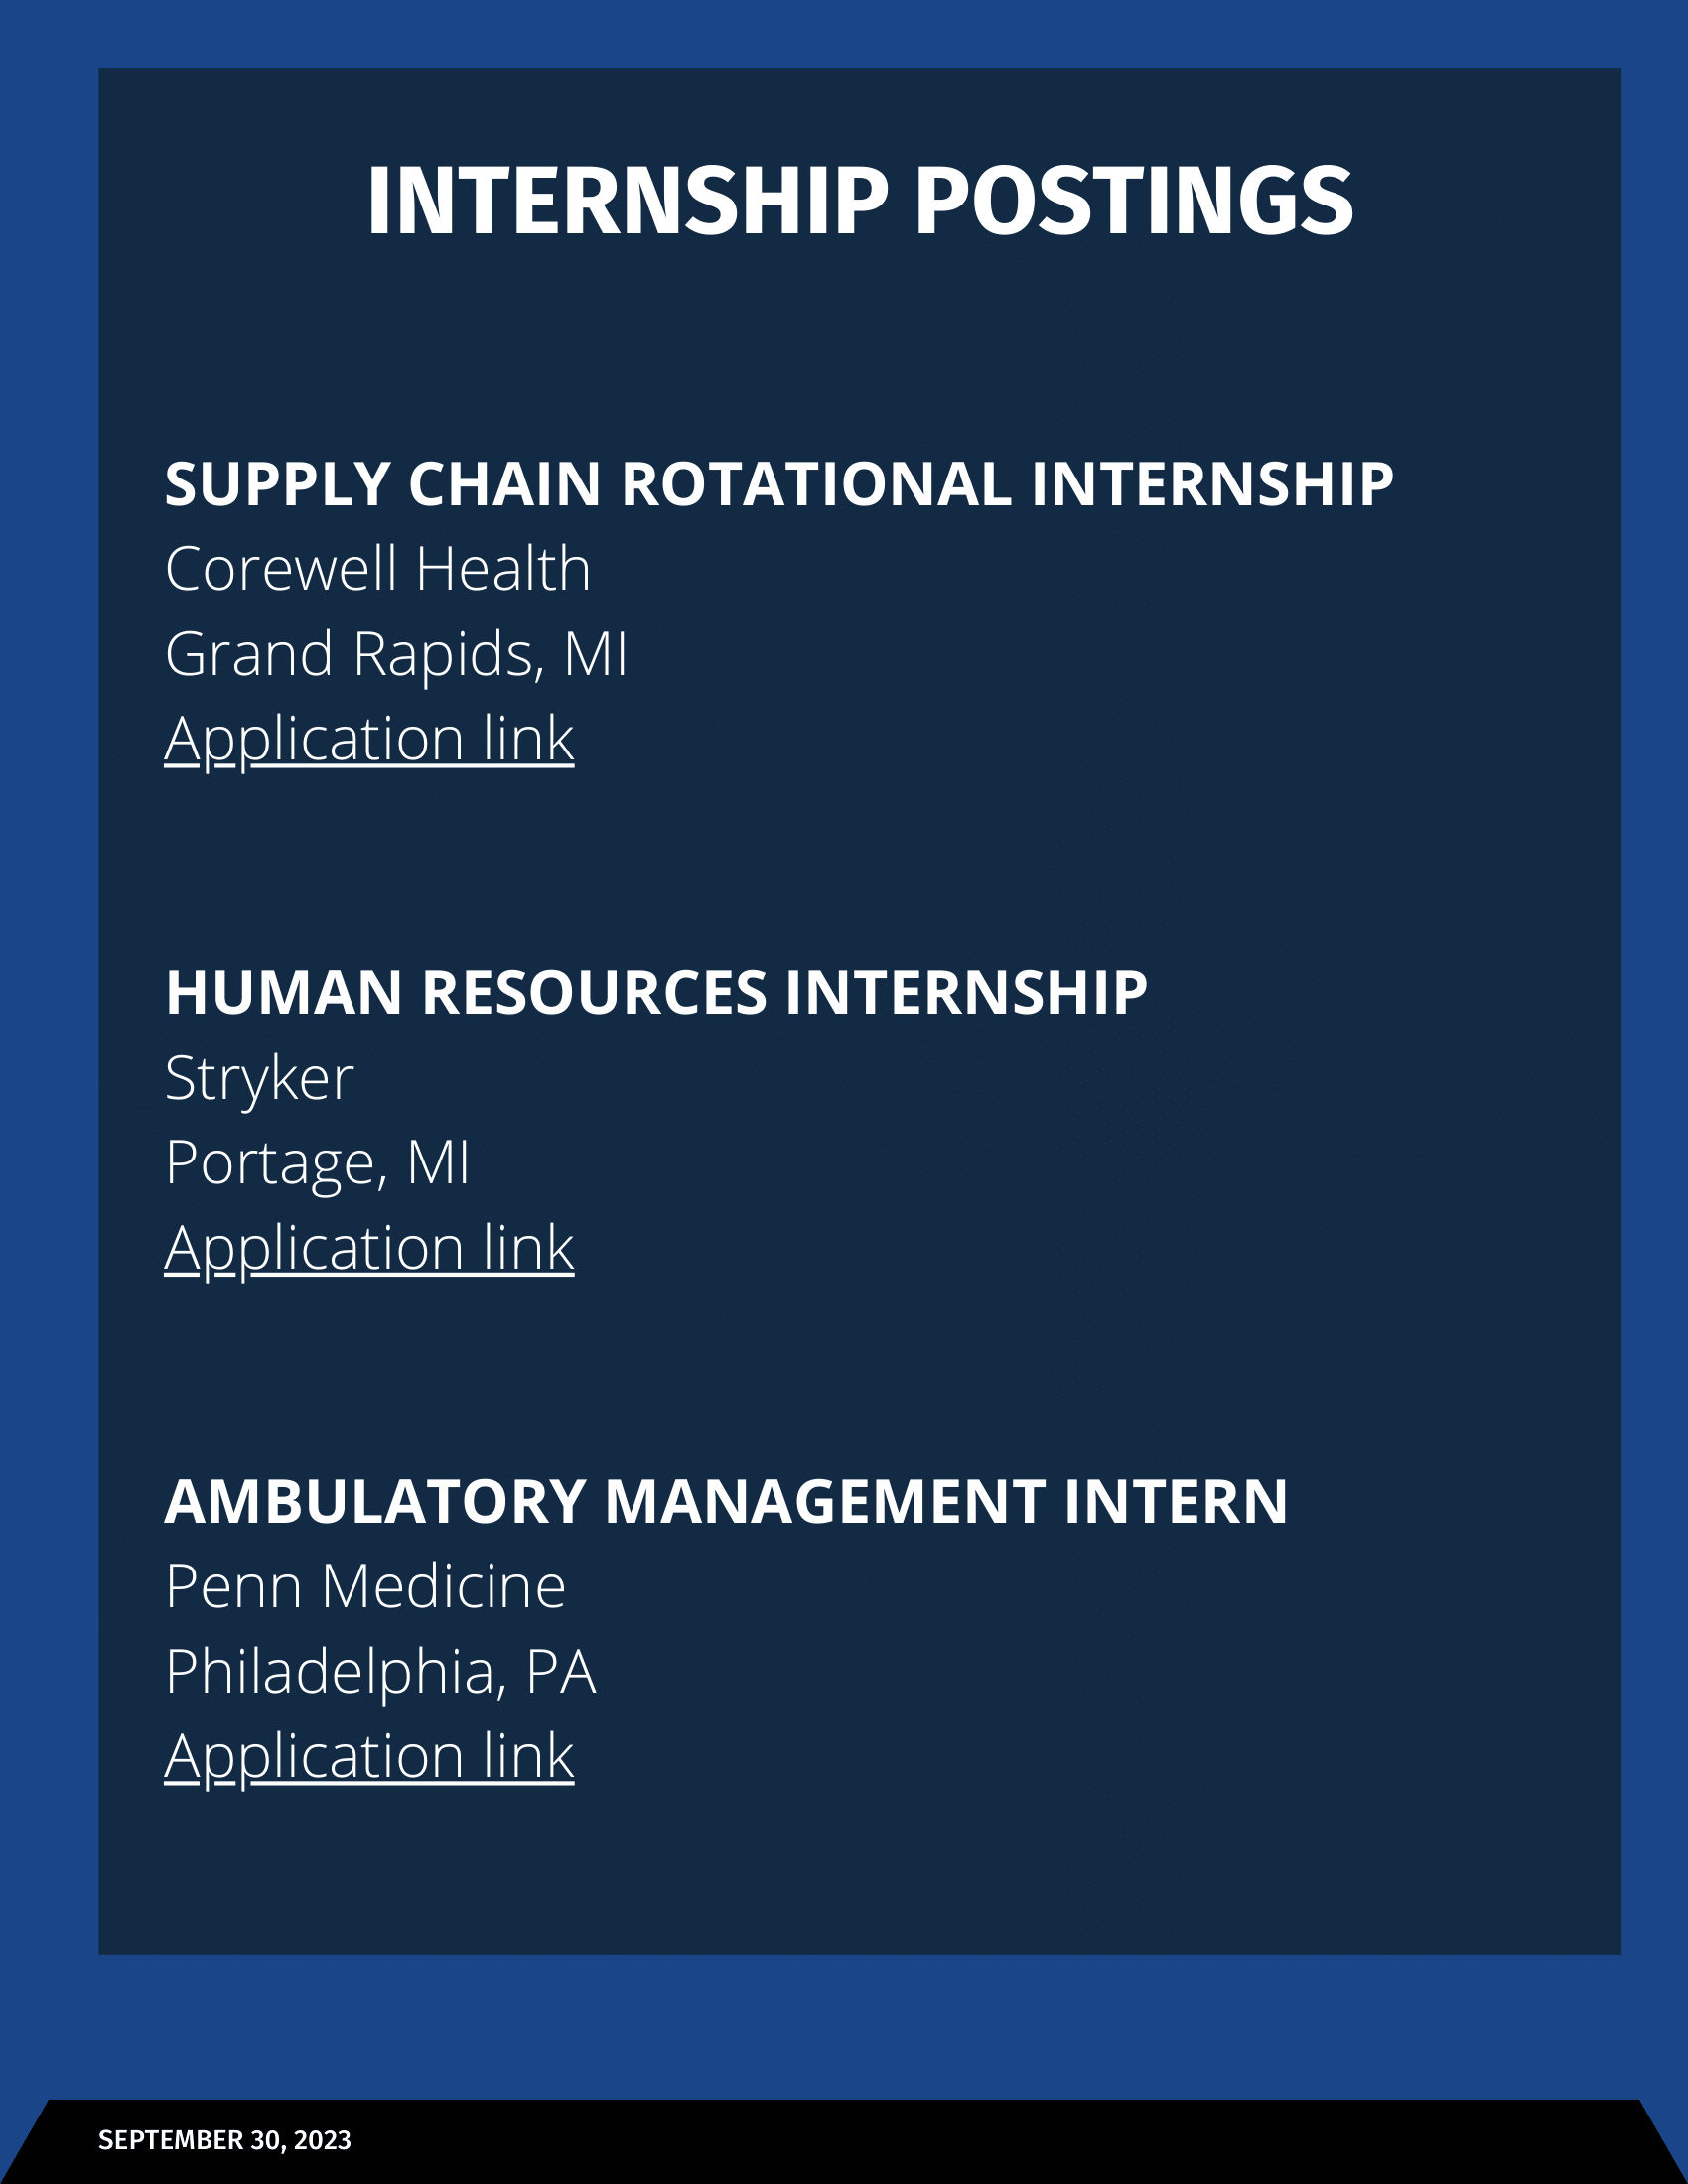 INTERNSHIP POSTINGS
SUPPLY CHAIN ROTATIONAL INTERNSHIP
Corewell Health
Grand Rapids, MI
Application link
HUMAN RESOURCES INTERNSHIP
Stryker
Portage, MI
Application link
AMBULATORY MANAGEMENT INTERN
Penn Medicine
Philadelphia, PA
Application link
SEPTEMBER 30, 2023